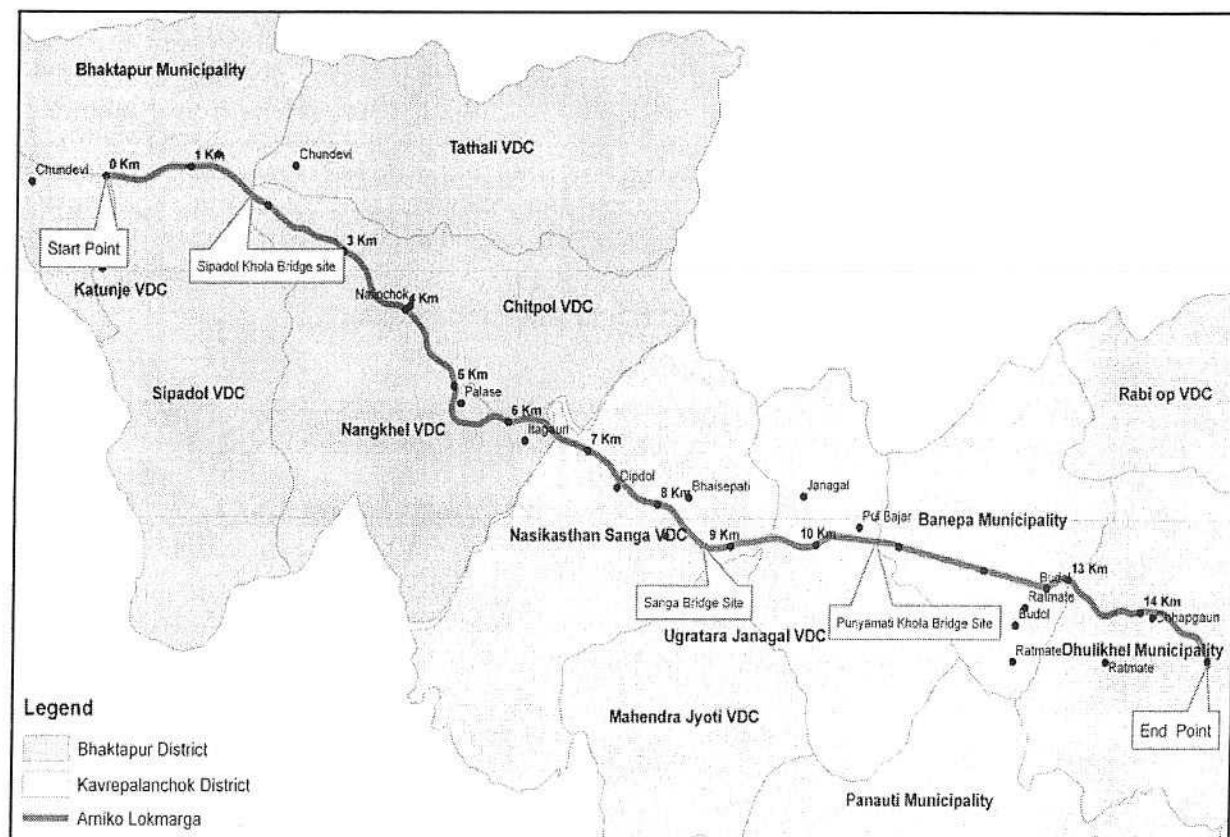 Bhaktapur Municipality
Tathali VDC
Chundevi
0 Km
1 Km
Chundevi
Start Point
Sipadol Khola Bridge site
3 Km
Katunje VDC
4 Km
Chitpol VDC
Sipadol VDC
5 Km
Palase
Rabi op VDC
Nangkhel VDC
6 Km
Itagauri
7 Km
Dipdol
8 Km
Bhaisepati
Janagal
Nasikasthan Sanga VDC
Banepa Municipality
9 Km
10 Km
13 Km
Sanga Bridge Site
Punyamati Khola Bridge Site
Ratmate
Budol
14 Km
Ugratara Janagal VDC
Ratmate
Dhulikhel Municipality
Ratmate
Mahendra Jyoti VDC
End Point
Panauti Municipality
Legend
Bhaktapur District
Kavrepalanchok District
Arniko Lokmarga